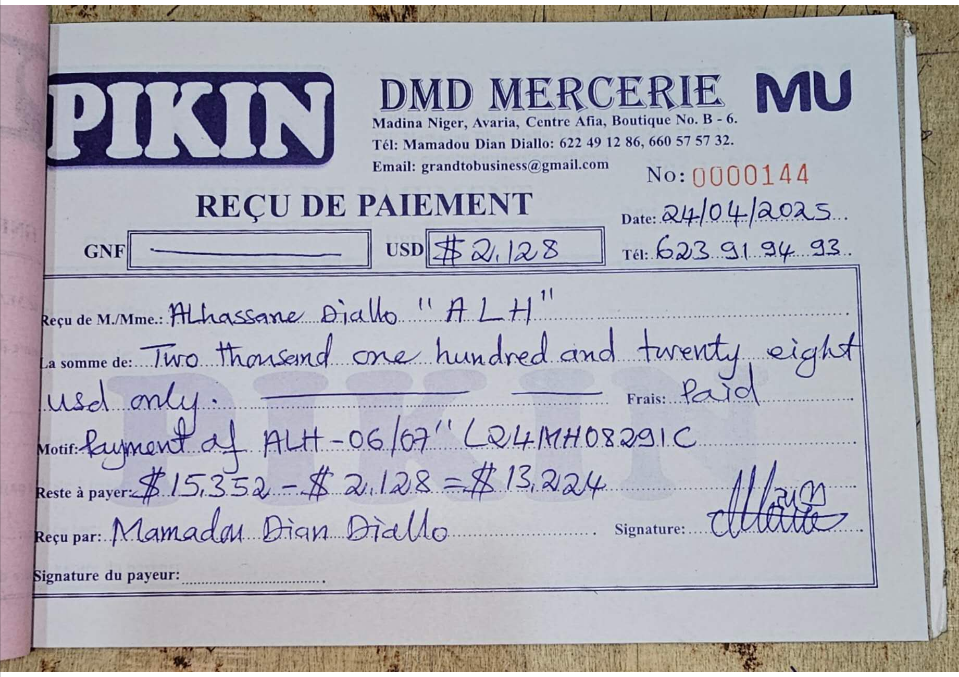 PIKIN
DMD MERCERIE
MU
Madina Niger, Avaria, Centre Afia, Boutique No. B - 6.
Tél: Mamadou Dian Diallo: 622 49 12 86, 660 57 57 32.
Email: grandtobusiness@gmail.com
No: 0000144
REÇU DE PAIEMENT
Date: 24/04/2025
GNF USD $ 2.128
Tél: 623 91 94 93
Reçu de M./Mme.: ALhassane Diallo "ALH"
La somme de: Two thousand one hundred and twenty eight
usd only. Frais: Paid
Motif: Payment of ALH-06/07" L24MH08291C
Reste à payer: $ 15.352 - $ 2.128 = $ 13.224
Reçu par: Mamadou Dian Diallo Signature:
Signature du payeur:
PIKIN